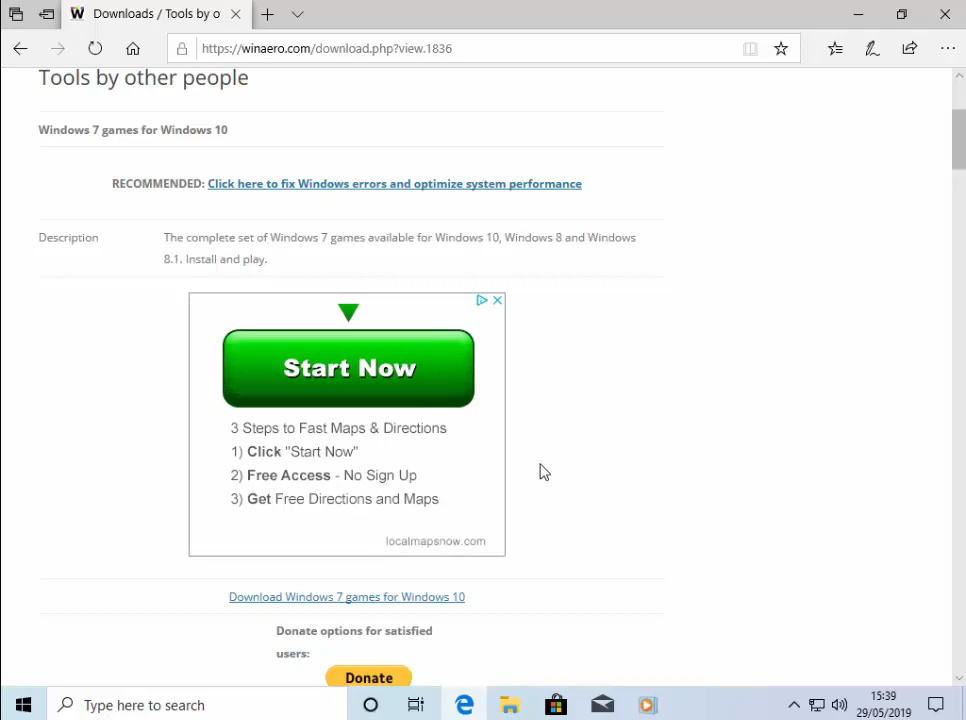 Downloads / Tools by o
https://winaero.com/download.php?view.1836
Tools by other people
Windows 7 games for Windows 10
RECOMMENDED: Click here to fix Windows errors and optimize system performance
Description
The complete set of Windows 7 games available for Windows 10, Windows 8 and Windows
8.1. Install and play.
Start Now
3 Steps to Fast Maps & Directions
1) Click "Start Now"
2) Free Access - No Sign Up
3) Get Free Directions and Maps
localmapsnow.com
Download Windows 7 games for Windows 10
Donate options for satisfied
users:
Donate
Type here to search
15:39
29/05/2019